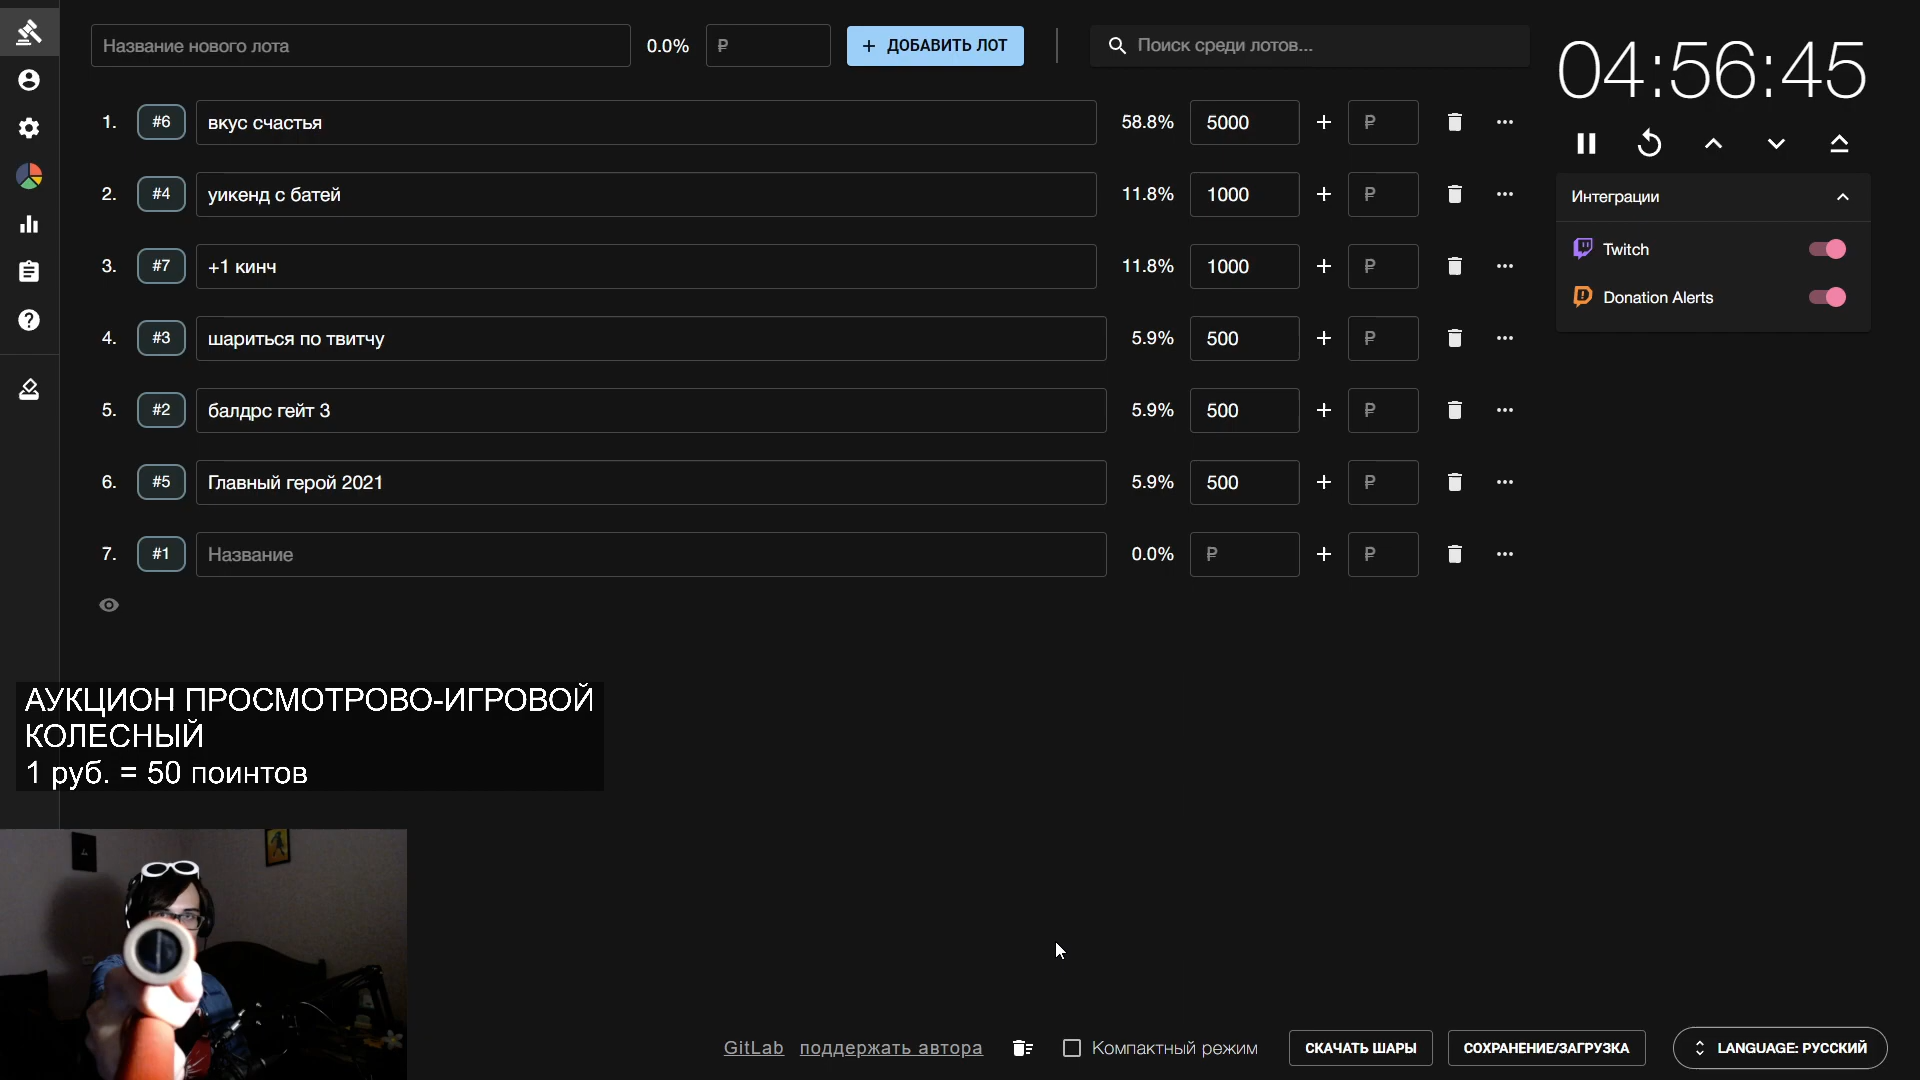 Название нового лота 0.0% ₽ + ДОБАВИТЬ ЛОТ Поиск среди лотов... 04:56:45
1. #6 вкус счастья 58.8% 5000 + ₽
2. #4 уикенд с батей 11.8% 1000 + ₽
3. #7 +1 кинч 11.8% 1000 + ₽
4. #3 шариться по твитчу 5.9% 500 + ₽
5. #2 балдрс гейт 3 5.9% 500 + ₽
6. #5 Главный герой 2021 5.9% 500 + ₽
7. #1 Название 0.0% ₽ + ₽
Интеграции
Twitch
Donation Alerts
АУКЦИОН ПРОСМОТРОВО-ИГРОВОЙ
КОЛЕСНЫЙ
1 руб. = 50 поинтов
GitLab поддержать автора Компактный режим СКАЧАТЬ ШАРЫ СОХРАНЕНИЕ/ЗАГРУЗКА LANGUAGE: РУССКИЙ